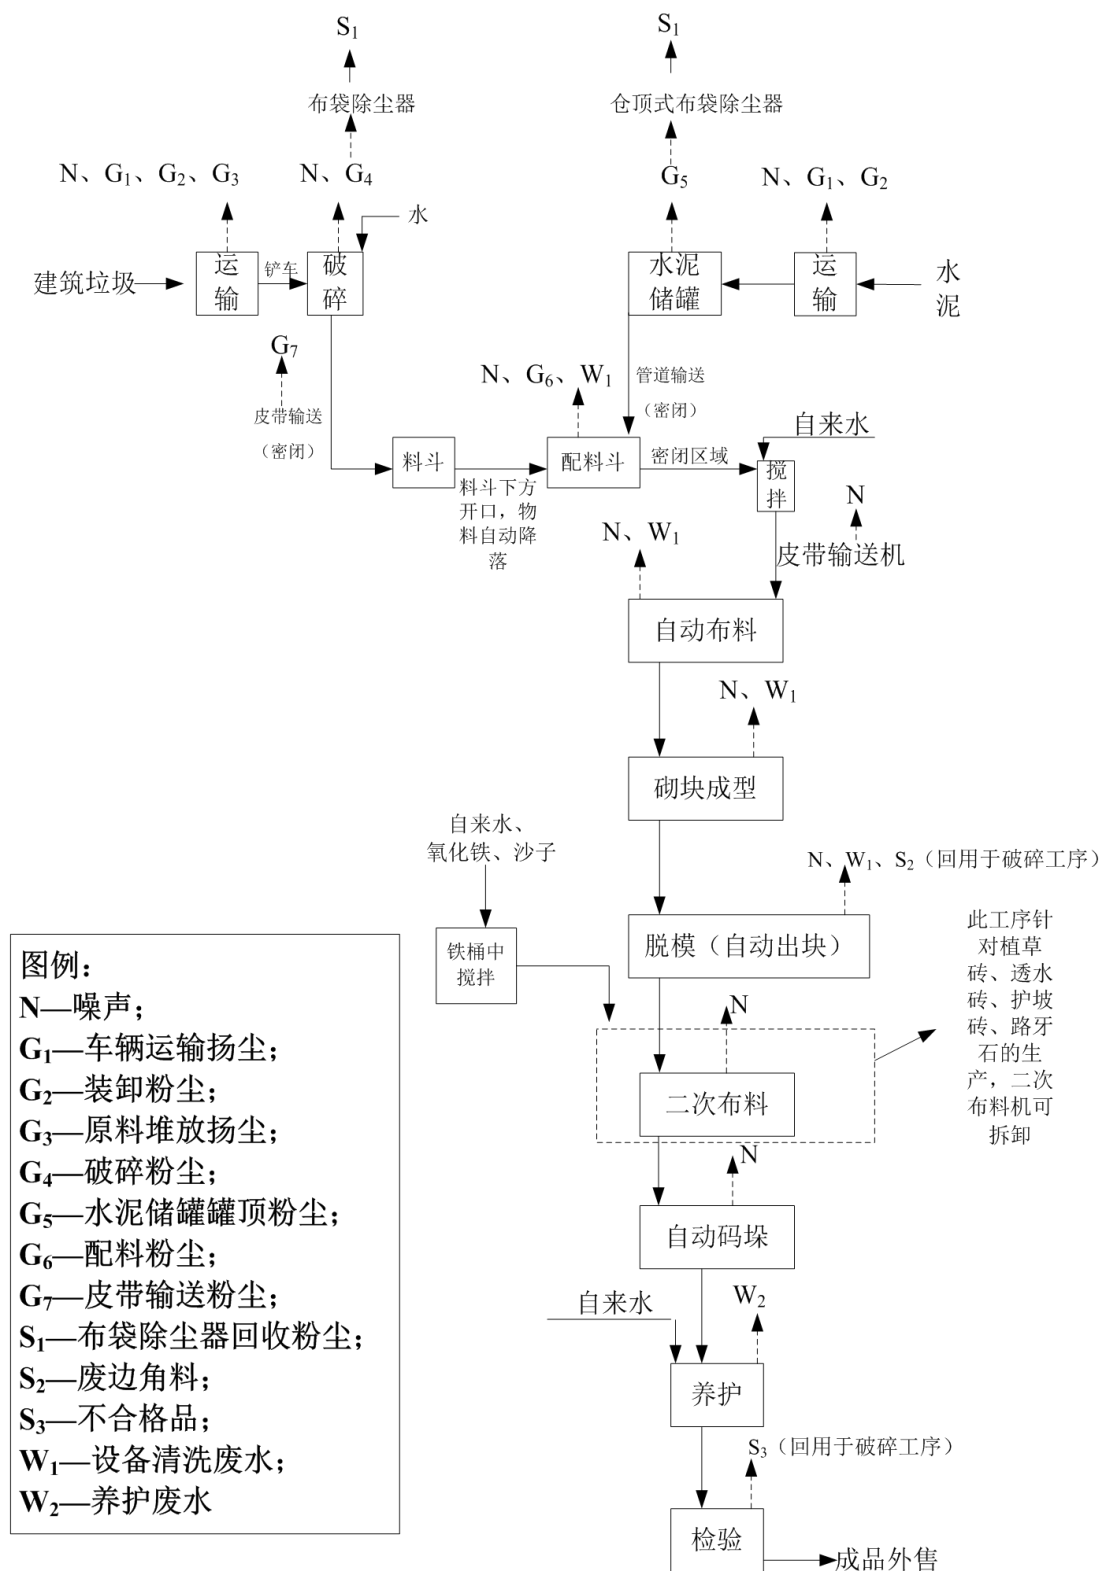 S₁
S₁
布袋除尘器
仓顶式布袋除尘器
N、G₁、G₂、G₃
N、G₄
G₅
N、G₁、G₂
水
建筑垃圾
运
输
铲车
破
碎
水泥
储罐
运
输
水
泥
G₇
皮带输送
(密闭)
N、G₆、W₁
管道输送
(密闭)
自来水
料斗
配料斗
密闭区域
搅
拌
料斗下方
开口，物
料自动降
落
N
皮带输送机
N、W₁
自动布料
N、W₁
砌块成型
自来水、
氧化铁、沙子
N、W₁、S₂（回用于破碎工序）
脱模（自动出块）
铁桶中
搅拌
此工序针
对植草
砖、透水
砖、护坡
砖、路牙
石的生
产，二次
布料机可
拆卸
N
二次布料
N
自动码垛
自来水
W₂
养护
S₃（回用于破碎工序）
检验
成品外售
图例：
N—噪声；
G₁—车辆运输扬尘；
G₂—装卸粉尘；
G₃—原料堆放扬尘；
G₄—破碎粉尘；
G₅—水泥储罐罐顶粉尘；
G₆—配料粉尘；
G₇—皮带输送粉尘；
S₁—布袋除尘器回收粉尘；
S₂—废边角料；
S₃—不合格品；
W₁—设备清洗废水；
W₂—养护废水